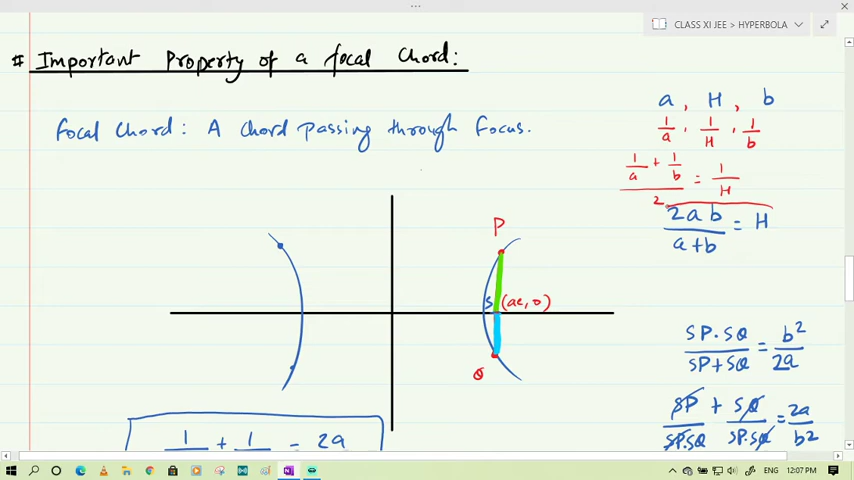 CLASS XI JEE > HYPERBOLA
# Important Property of a focal Chord:
focal Chord: A Chord passing through Focus.
a , H , b
1/a , 1/H , 1/b
(1/a + 1/b)/2 = 1/H
2ab/(a+b) = H
P
S (ae, 0)
Q
SP·SQ/(SP+SQ) = b²/2a
SP/(SP·SQ) + SQ/(SP·SQ) = 2a/b²
1 + 1 = 2a
ENG 12:07 PM